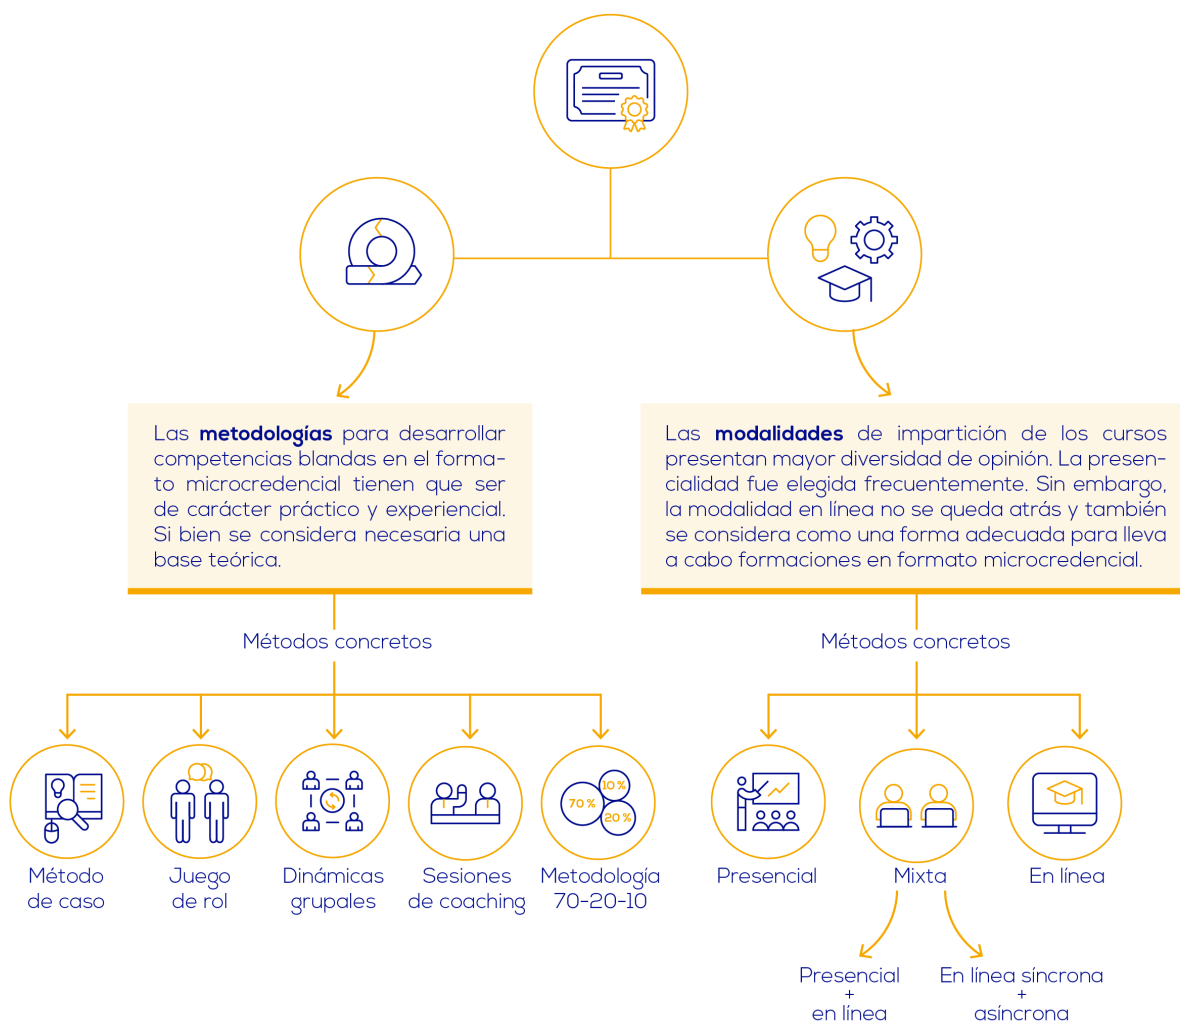 Las metodologías para desarrollar
competencias blandas en el forma-
to microcredencial tienen que ser
de carácter práctico y experiencial.
Si bien se considera necesaria una
base teórica.
Las modalidades de impartición de los cursos
presentan mayor diversidad de opinión. La presen-
cialidad fue elegida frecuentemente. Sin embargo,
la modalidad en línea no se queda atrás y también
se considera como una forma adecuada para lleva
a cabo formaciones en formato microcredencial.
Métodos concretos
Métodos concretos
70 %
10 %
20 %
Método
de caso
Juego
de rol
Dinámicas
grupales
Sesiones
de coaching
Metodología
70-20-10
Presencial
Mixta
En línea
Presencial
+
en línea
En línea síncrona
+
asíncrona